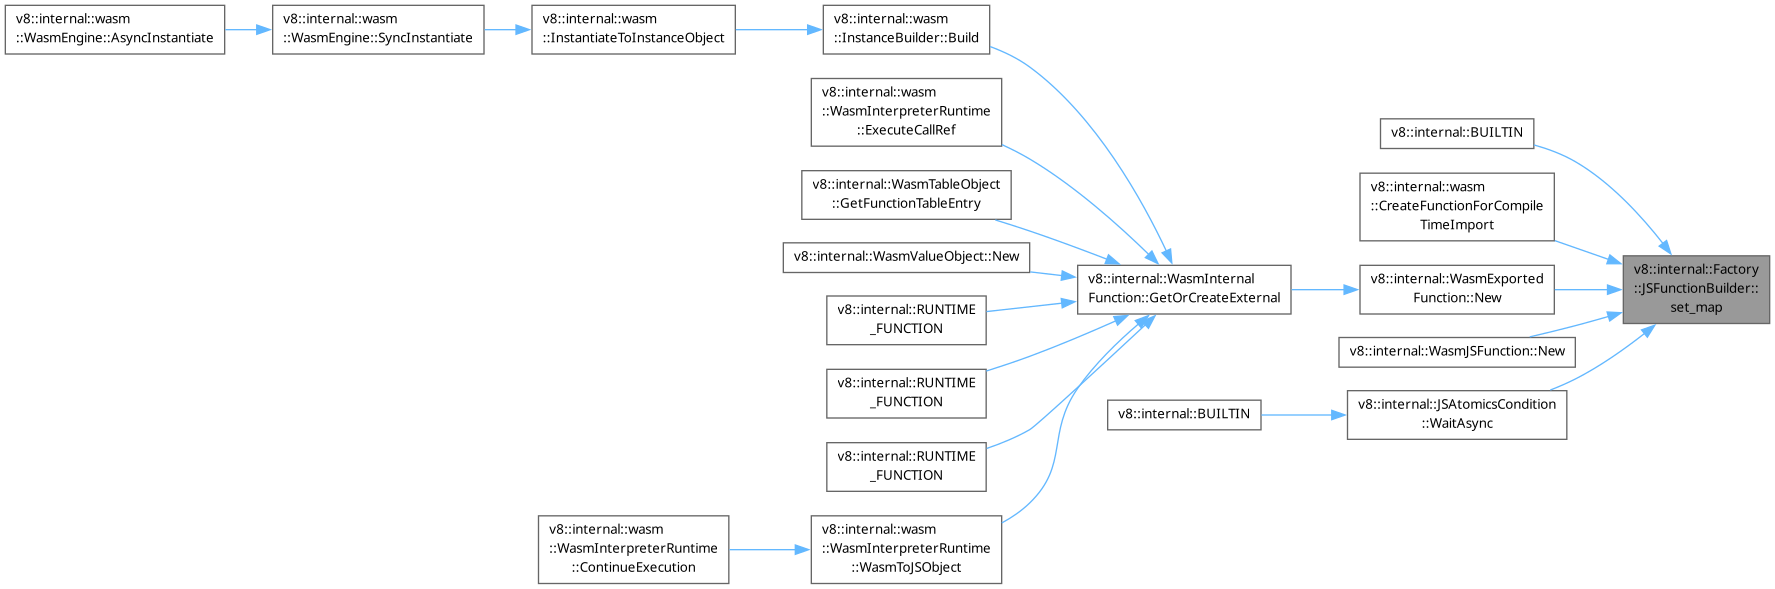 v8::internal::wasm
::WasmEngine::AsyncInstantiate
v8::internal::wasm
::WasmEngine::SyncInstantiate
v8::internal::wasm
::InstantiateToInstanceObject
v8::internal::wasm
::InstanceBuilder::Build
v8::internal::wasm
::WasmInterpreterRuntime
::ExecuteCallRef
v8::internal::WasmTableObject
::GetFunctionTableEntry
v8::internal::WasmValueObject::New
v8::internal::RUNTIME
_FUNCTION
v8::internal::RUNTIME
_FUNCTION
v8::internal::RUNTIME
_FUNCTION
v8::internal::wasm
::WasmInterpreterRuntime
::ContinueExecution
v8::internal::wasm
::WasmInterpreterRuntime
::WasmToJSObject
v8::internal::WasmInternal
Function::GetOrCreateExternal
v8::internal::BUILTIN
v8::internal::BUILTIN
v8::internal::wasm
::CreateFunctionForCompile
TimeImport
v8::internal::WasmExported
Function::New
v8::internal::WasmJSFunction::New
v8::internal::JSAtomicsCondition
::WaitAsync
v8::internal::Factory
::JSFunctionBuilder::
set_map